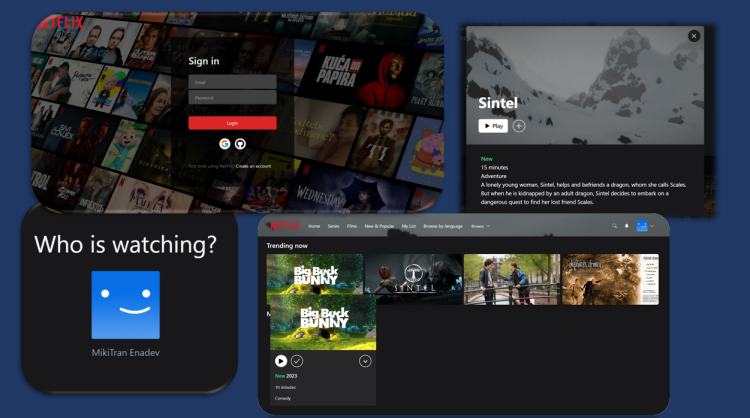 NETFLIX
KUĆA OD
PAPIRA
WEDNESDAY
Sign in
Email
Password
Login
Create an account
Sintel
Play
New
15 minutes
Adventure
A lonely young woman, Sintel, helps and befriends a dragon, whom she calls Scales.
But when he is kidnapped by an adult dragon, Sintel decides to embark on a
dangerous quest to find her lost friend Scales.
Who is watching?
MikiTran Enadev
NETFLIX Home Series Films New & Popular My List Browse by language Browse
Trending now
BIG BUCK
BUNNY
SINTEL
M
BIG BUCK
BUNNY
New 2023
10 minutes
Comedy